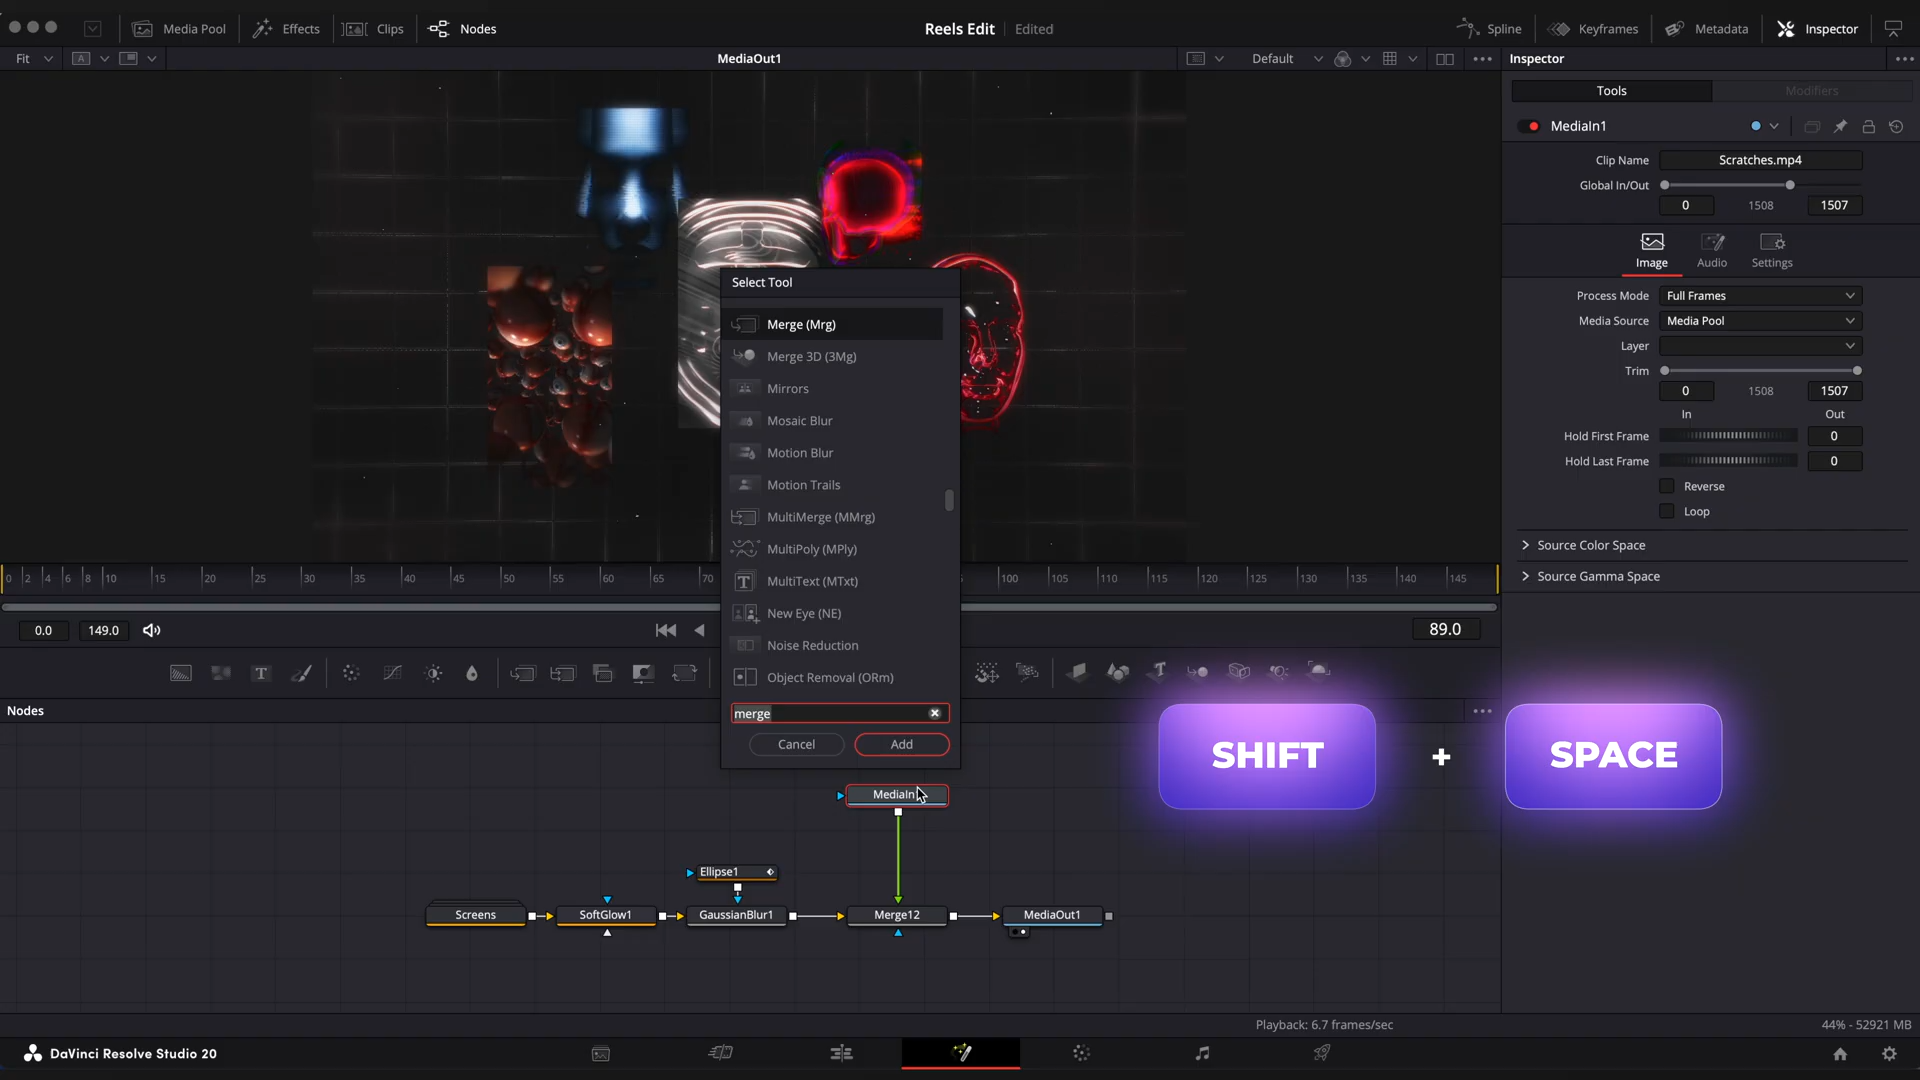 Media Pool
Effects
Clips
Nodes
Reels Edit
Edited
Spline
Keyframes
Metadata
Inspector
Fit
A
MediaOut1
Default
Inspector
Tools
Modifiers
MediaIn1
Clip Name
Scratches.mp4
Global In/Out
0
1508
1507
Image
Audio
Settings
Process Mode
Full Frames
Media Source
Media Pool
Layer
Trim
0
1508
1507
In
Out
Hold First Frame
0
Hold Last Frame
0
Reverse
Loop
Source Color Space
Source Gamma Space
Select Tool
Merge (Mrg)
Merge 3D (3Mg)
Mirrors
Mosaic Blur
Motion Blur
Motion Trails
MultiMerge (MMrg)
MultiPoly (MPly)
MultiText (MTxt)
New Eye (NE)
Noise Reduction
Object Removal (ORm)
merge
Cancel
Add
0 2 4 6 8 10 15 20 25 30 35 40 45 50 55 60 65 70 100 105 110 115 120 125 130 135 140 145
0.0
149.0
89.0
Nodes
SHIFT
+
SPACE
MediaIn
Ellipse1
Screens
SoftGlow1
GaussianBlur1
Merge12
MediaOut1
Playback: 6.7 frames/sec
44% - 52921 MB
DaVinci Resolve Studio 20